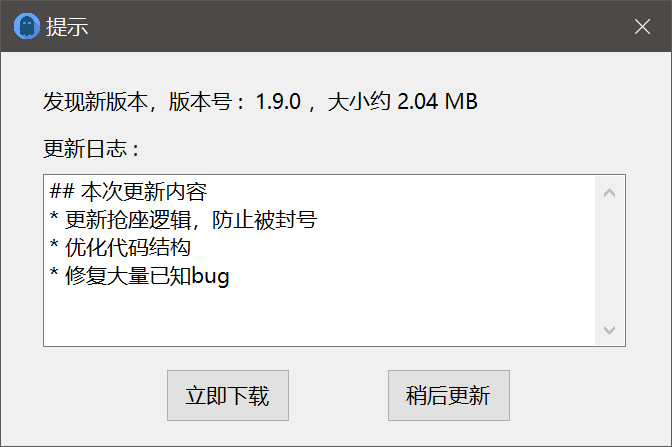 提示
发现新版本，版本号：1.9.0 ，大小约 2.04 MB
更新日志：
## 本次更新内容
* 更新抢座逻辑，防止被封号
* 优化代码结构
* 修复大量已知bug
立即下载 稍后更新